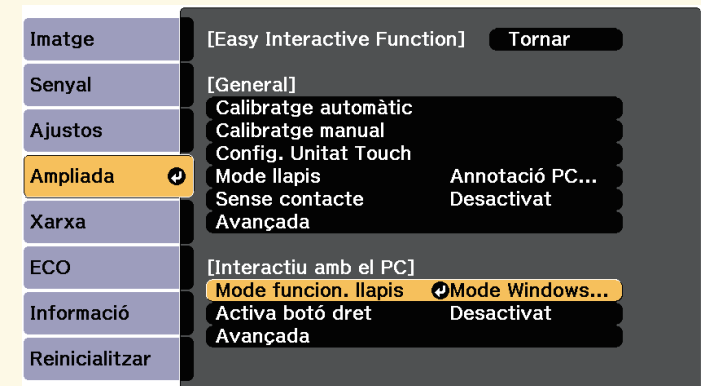 Imatge
Senyal
Ajustos
Ampliada
Xarxa
ECO
Informació
Reinicialitzar
[Easy Interactive Function] Tornar
[General]
Calibratge automàtic
Calibratge manual
Config. Unitat Touch
Mode llapis Annotació PC...
Sense contacte Desactivat
Avançada
[Interactiu amb el PC]
Mode funcion. llapis Mode Windows...
Activa botó dret Desactivat
Avançada